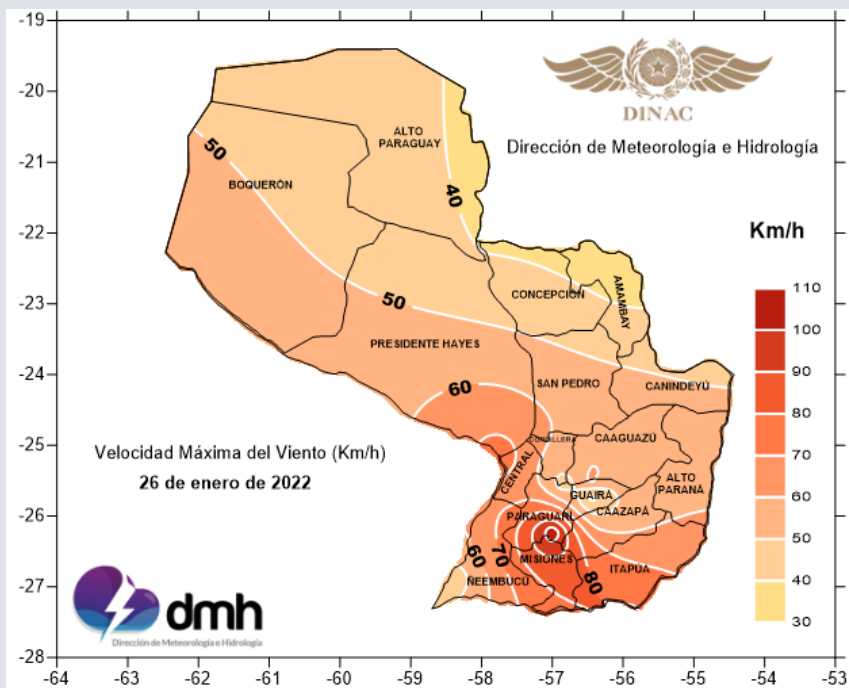 -19
-20
-21
-22
-23
-24
-25
-26
-27
-28
-64
-63
-62
-61
-60
-59
-58
-57
-56
-55
-54
-53
DINAC
Dirección de Meteorología e Hidrología
Km/h
110
100
90
80
70
60
50
40
30
ALTO
PARAGUAY
BOQUERÓN
50
40
CONCEPCIÓN
AMAMBAY
50
PRESIDENTE HAYES
60
SAN PEDRO
CANINDEYÚ
CORDILLERA
CAAGUAZÚ
CENTRAL
ALTO
PARANÁ
GUAIRÁ
CAAZAPÁ
PARAGUARÍ
MISIONES
ITAPÚA
ÑEEMBUCÚ
60
70
80
Velocidad Máxima del Viento (Km/h)
26 de enero de 2022
dmh
Dirección de Meteorología e Hidrología